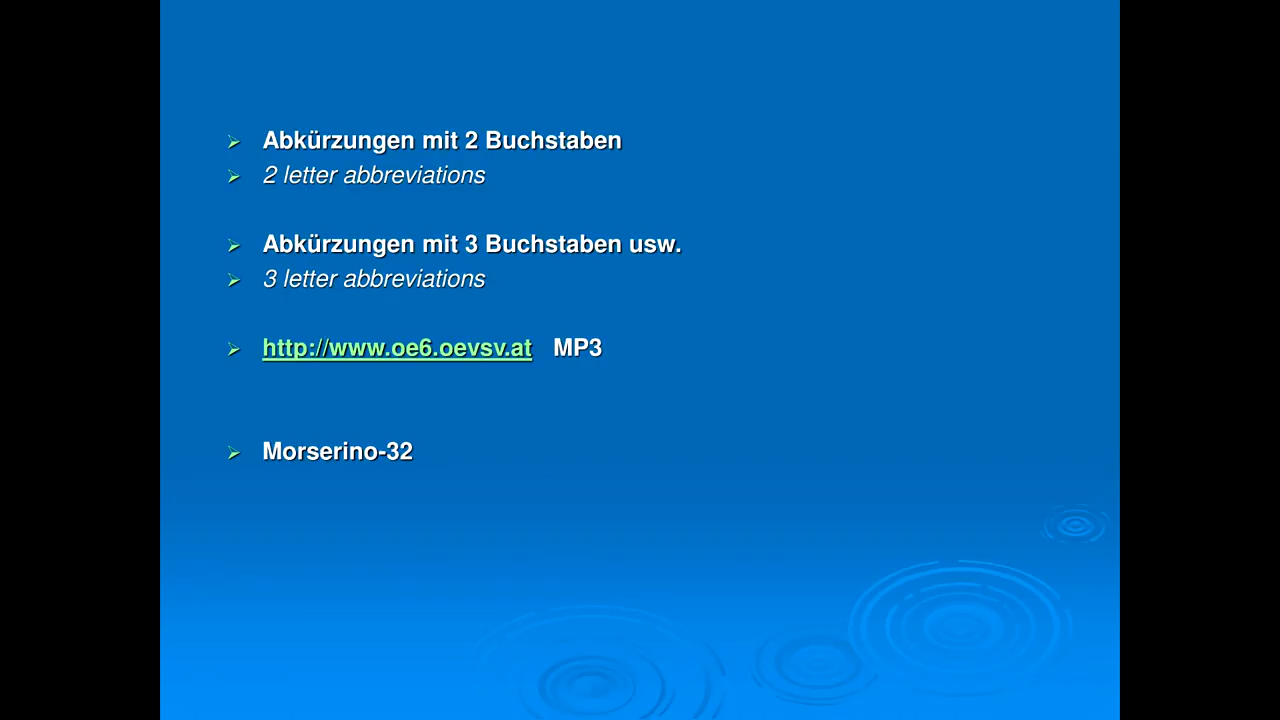 Abkürzungen mit 2 Buchstaben
2 letter abbreviations
Abkürzungen mit 3 Buchstaben usw.
3 letter abbreviations
http://www.oe6.oevsv.at MP3
Morserino-32